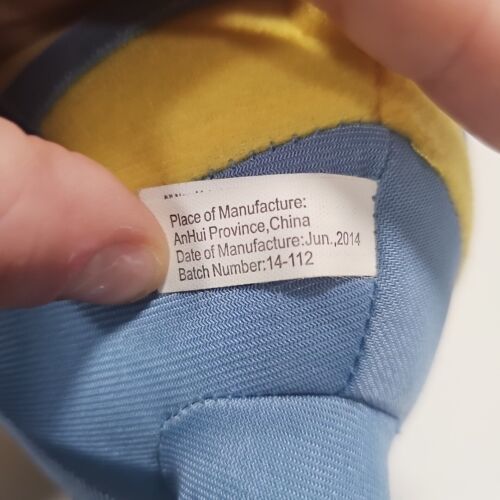 Place of Manufacture:
AnHui Province,China
Date of Manufacture:Jun.,2014
Batch Number:14-112